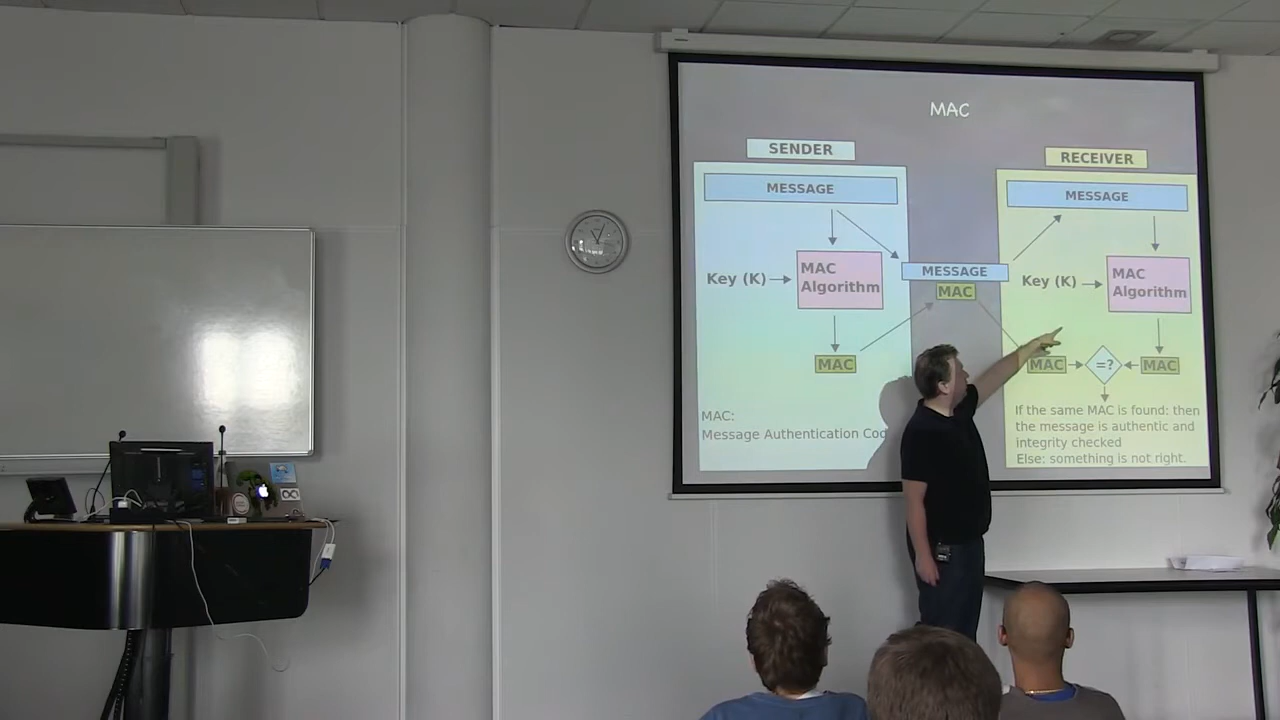 MAC
SENDER
MESSAGE
Key (K)
MAC
Algorithm
MAC
MAC:
Message Authentication Cod
MESSAGE
MAC
RECEIVER
MESSAGE
Key (K)
MAC
Algorithm
MAC
=?
MAC
If the same MAC is found: then
the message is authentic and
integrity checked
Else: something is not right.